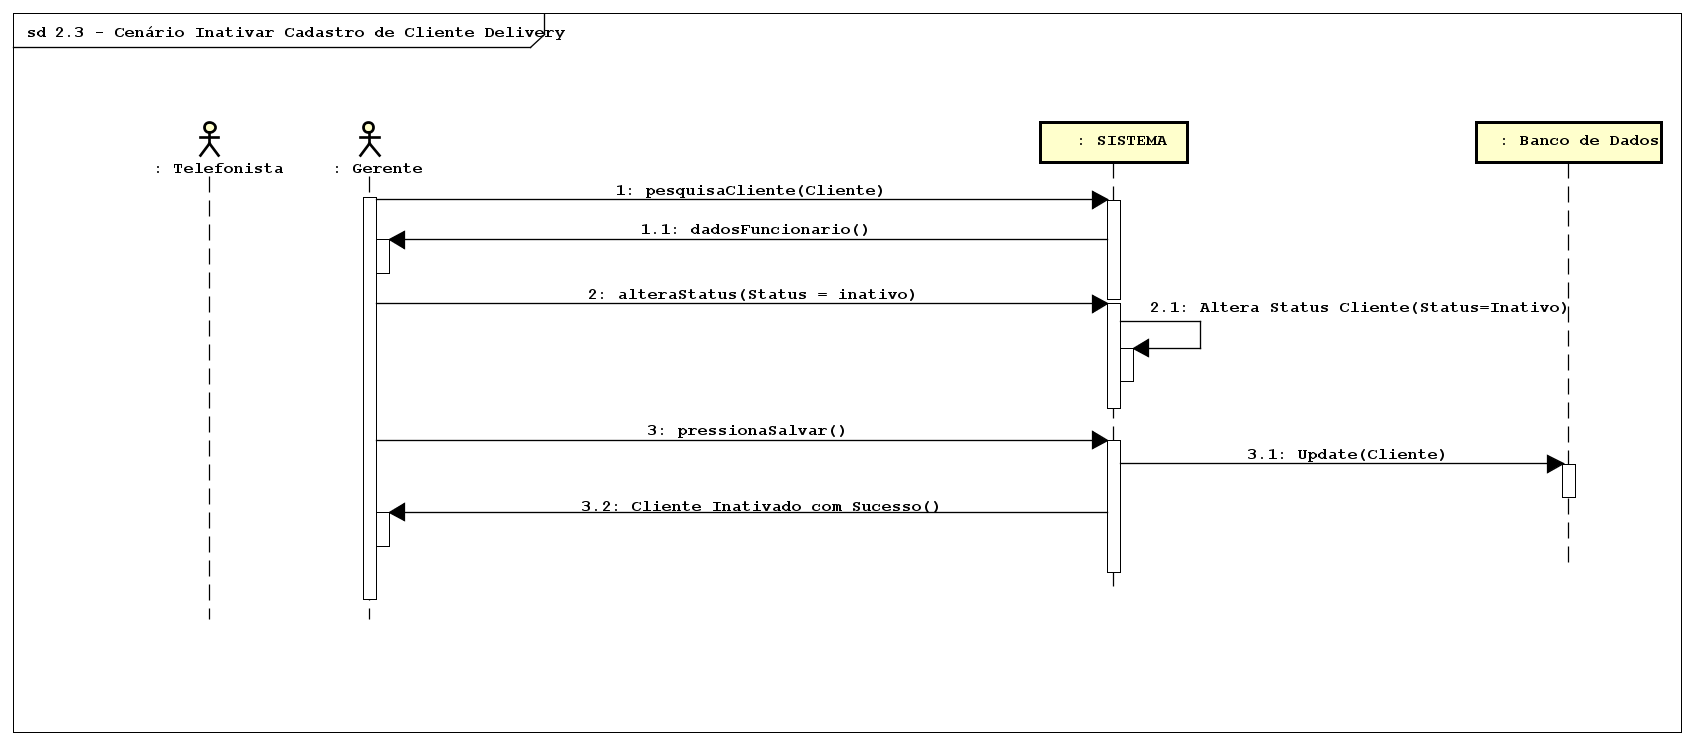 sd 2.3 - Cenário Inativar Cadastro de Cliente Delivery
: Telefonista
: Gerente
: SISTEMA
: Banco de Dados
1: pesquisaCliente(Cliente)
1.1: dadosFuncionario()
2: alteraStatus(Status = inativo)
2.1: Altera Status Cliente(Status=Inativo)
3: pressionaSalvar()
3.1: Update(Cliente)
3.2: Cliente Inativado com Sucesso()